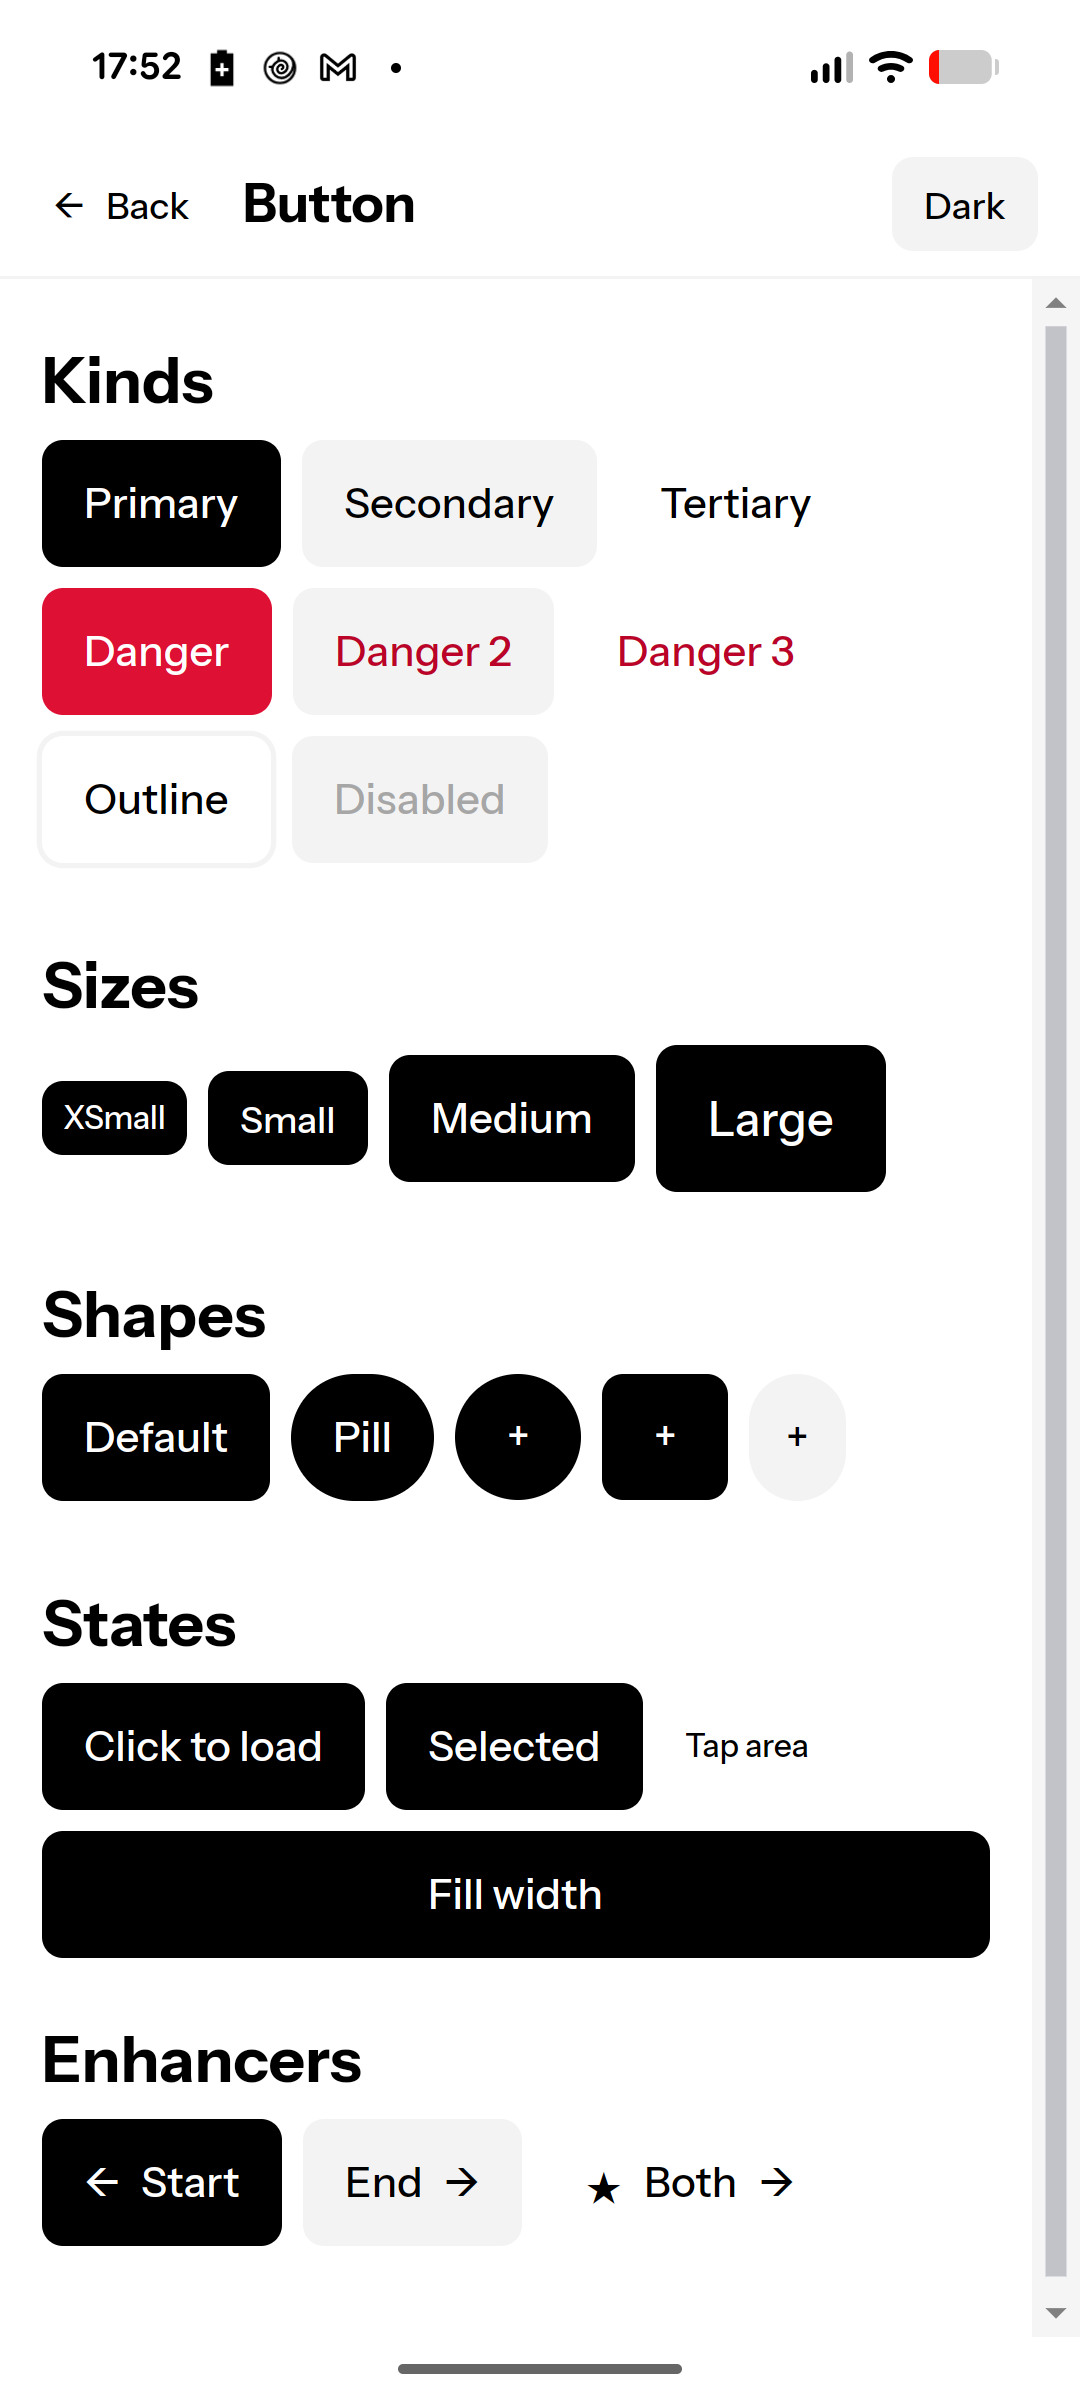 17:52
← Back Button Dark
Kinds
Primary Secondary Tertiary
Danger Danger 2 Danger 3
Outline Disabled
Sizes
XSmall Small Medium Large
Shapes
Default Pill + + +
States
Click to load Selected Tap area
Fill width
Enhancers
← Start End → ★ Both →